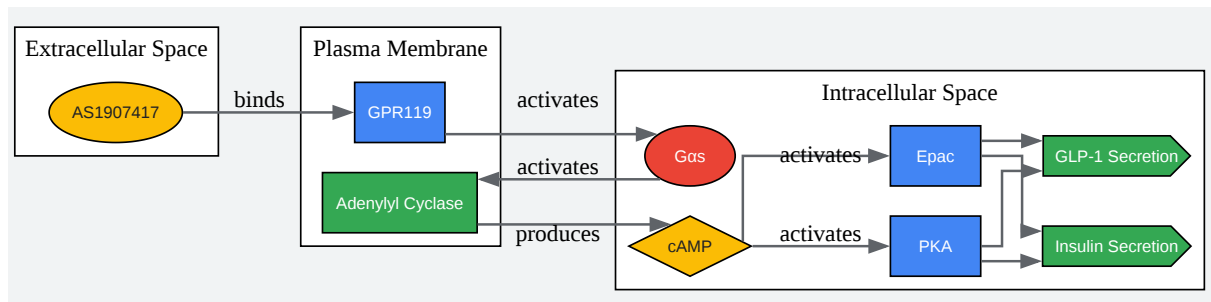 Extracellular Space
AS1907417
binds
Plasma Membrane
GPR119
Adenylyl Cyclase
activates
activates
produces
Intracellular Space
Gαs
cAMP
activates
activates
Epac
PKA
GLP-1 Secretion
Insulin Secretion